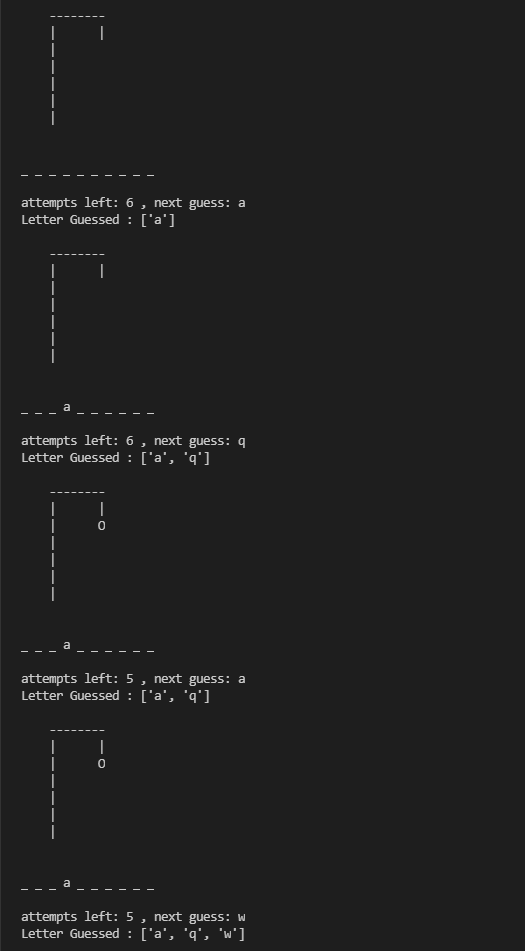 --------
|      |
|
|
|
|
|
_ _ _ _ _ _ _ _ _ _
attempts left: 6 , next guess: a
Letter Guessed : ['a']
--------
|      |
|
|
|
|
|
_ _ _ a _ _ _ _ _ _
attempts left: 6 , next guess: q
Letter Guessed : ['a', 'q']
--------
|      |
|      O
|
|
|
|
_ _ _ a _ _ _ _ _ _
attempts left: 5 , next guess: a
Letter Guessed : ['a', 'q']
--------
|      |
|      O
|
|
|
|
_ _ _ a _ _ _ _ _ _
attempts left: 5 , next guess: w
Letter Guessed : ['a', 'q', 'w']